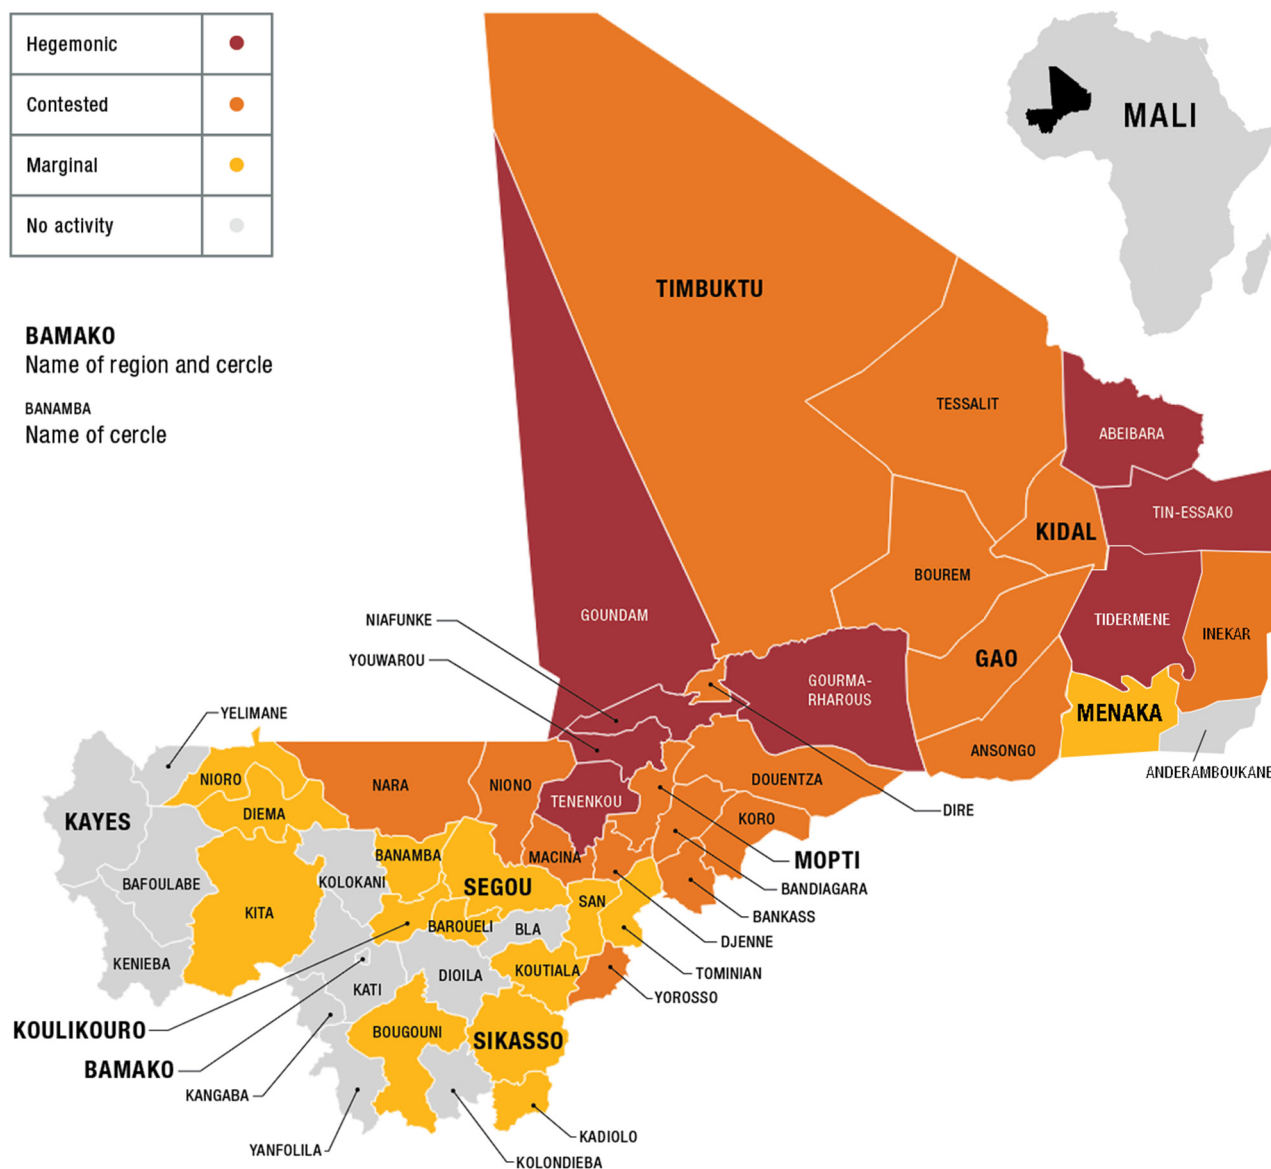 Hegemonic
Contested
Marginal
No activity
BAMAKO
Name of region and cercle
BANAMBA
Name of cercle
MALI
TIMBUKTU
TESSALIT
ABEIBARA
TIN-ESSAKO
KIDAL
BOUREM
GOUNDAM
NIAFUNKE
TIDERMENE
INEKAR
YOUWAROU
GAO
GOURMA-
RHAROUS
MENAKA
YELIMANE
ANSONGO
ANDERAMBOUKANE
NIORO
NARA
NIONO
DOUENTZA
TENENKOU
DIRE
KAYES
DIEMA
KORO
BANAMBA
MACINA
MOPTI
BAFOULABE
KOLOKANI
SEGOU
BANDIAGARA
KITA
SAN
BANKASS
BAROUELI
BLA
DJENNE
KENIEBA
DIOILA
KOUTIALA
TOMINIAN
KATI
YOROSSO
KOULIKOURO
BOUGOUNI
SIKASSO
BAMAKO
KANGABA
KADIOLO
YANFOLILA
KOLONDIEBA